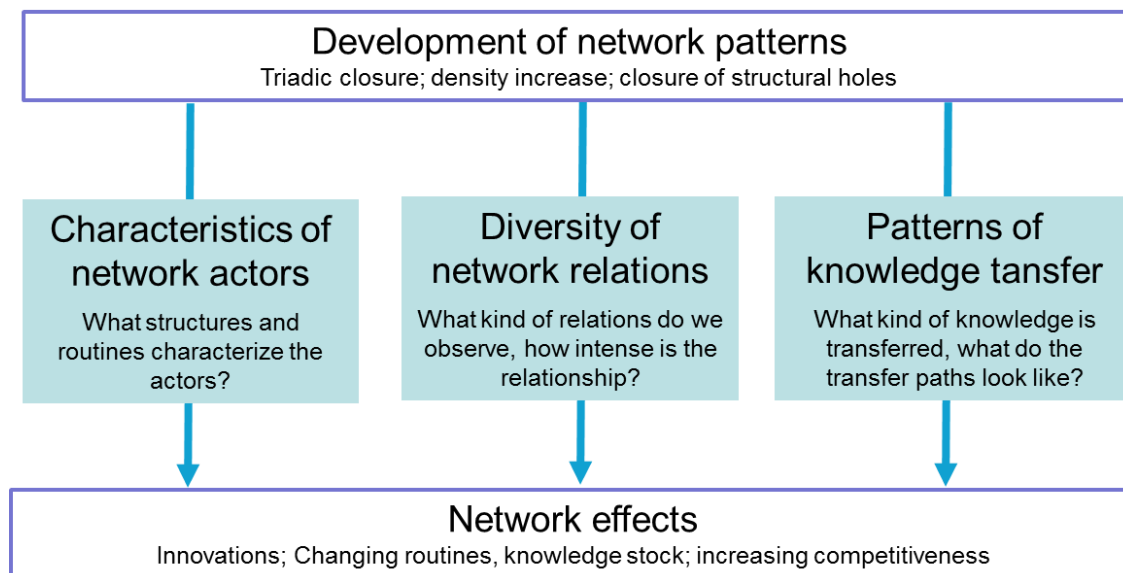 Development of network patterns
Triadic closure; density increase; closure of structural holes
Characteristics of
network actors
What structures and
routines characterize the
actors?
Diversity of
network relations
What kind of relations do we
observe, how intense is the
relationship?
Patterns of
knowledge tansfer
What kind of knowledge is
transferred, what do the
transfer paths look like?
Network effects
Innovations; Changing routines, knowledge stock; increasing competitiveness